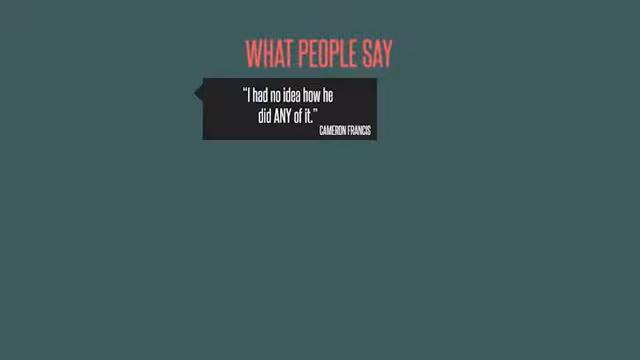 WHAT PEOPLE SAY
“I had no idea how he
did ANY of it.”
CAMERON FRANCIS